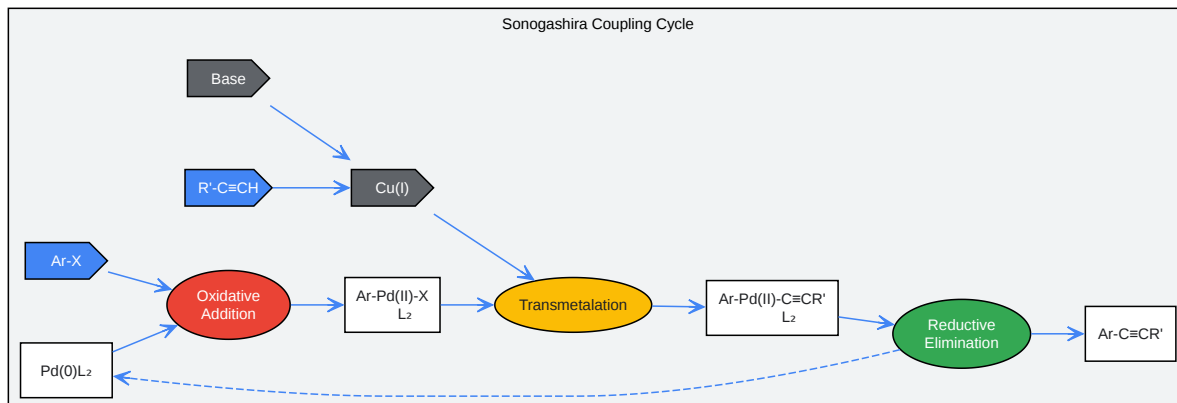 Sonogashira Coupling Cycle
Base
R'-C≡CH
Cu(I)
Ar-X
Oxidative
Addition
Ar-Pd(II)-X
L₂
Transmetalation
Ar-Pd(II)-C≡CR'
L₂
Reductive
Elimination
Ar-C≡CR'
Pd(0)L₂